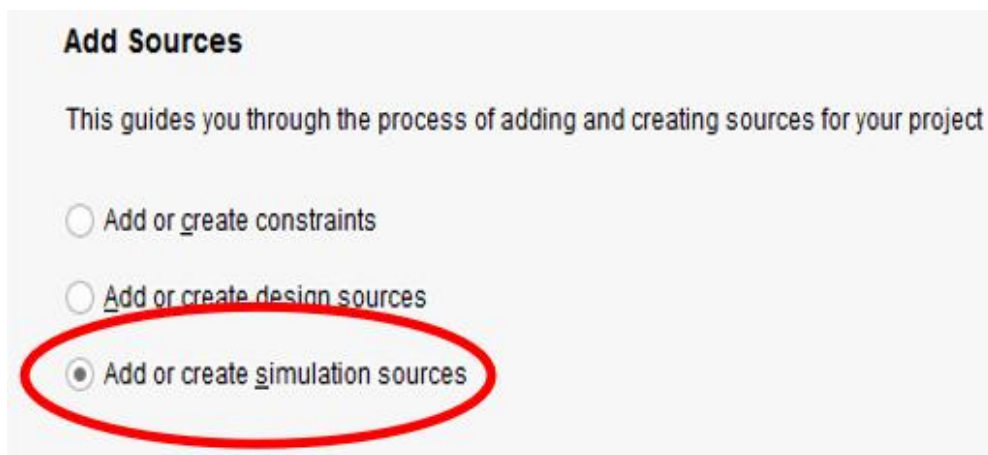 Add Sources
This guides you through the process of adding and creating sources for your project
Add or create constraints
Add or create design sources
Add or create simulation sources